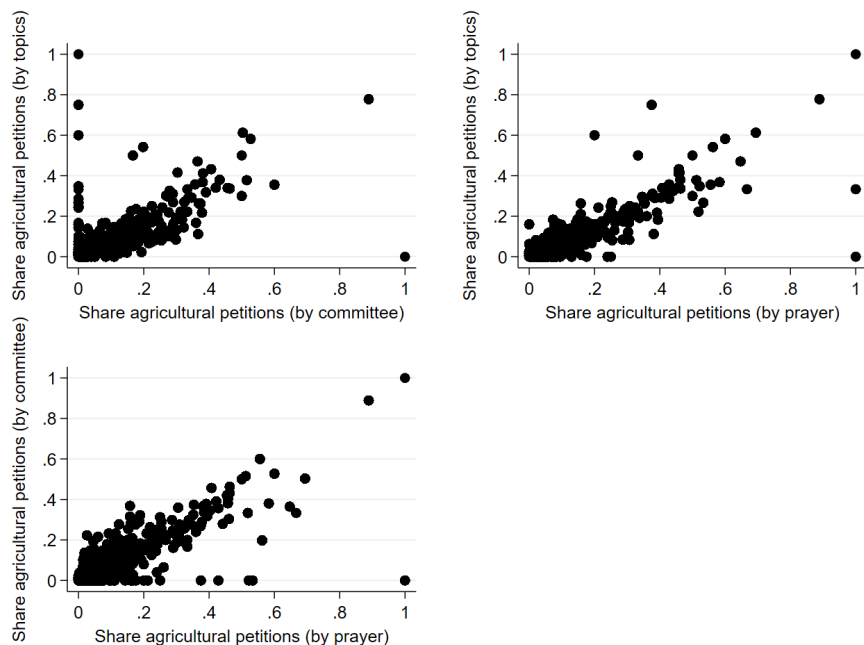 Share agricultural petitions (by topics)
1
.8
.6
.4
.2
0
0 .2 .4 .6 .8 1
Share agricultural petitions (by committee)
Share agricultural petitions (by topics)
1
.8
.6
.4
.2
0
0 .2 .4 .6 .8 1
Share agricultural petitions (by prayer)
Share agricultural petitions (by committee)
1
.8
.6
.4
.2
0
0 .2 .4 .6 .8 1
Share agricultural petitions (by prayer)